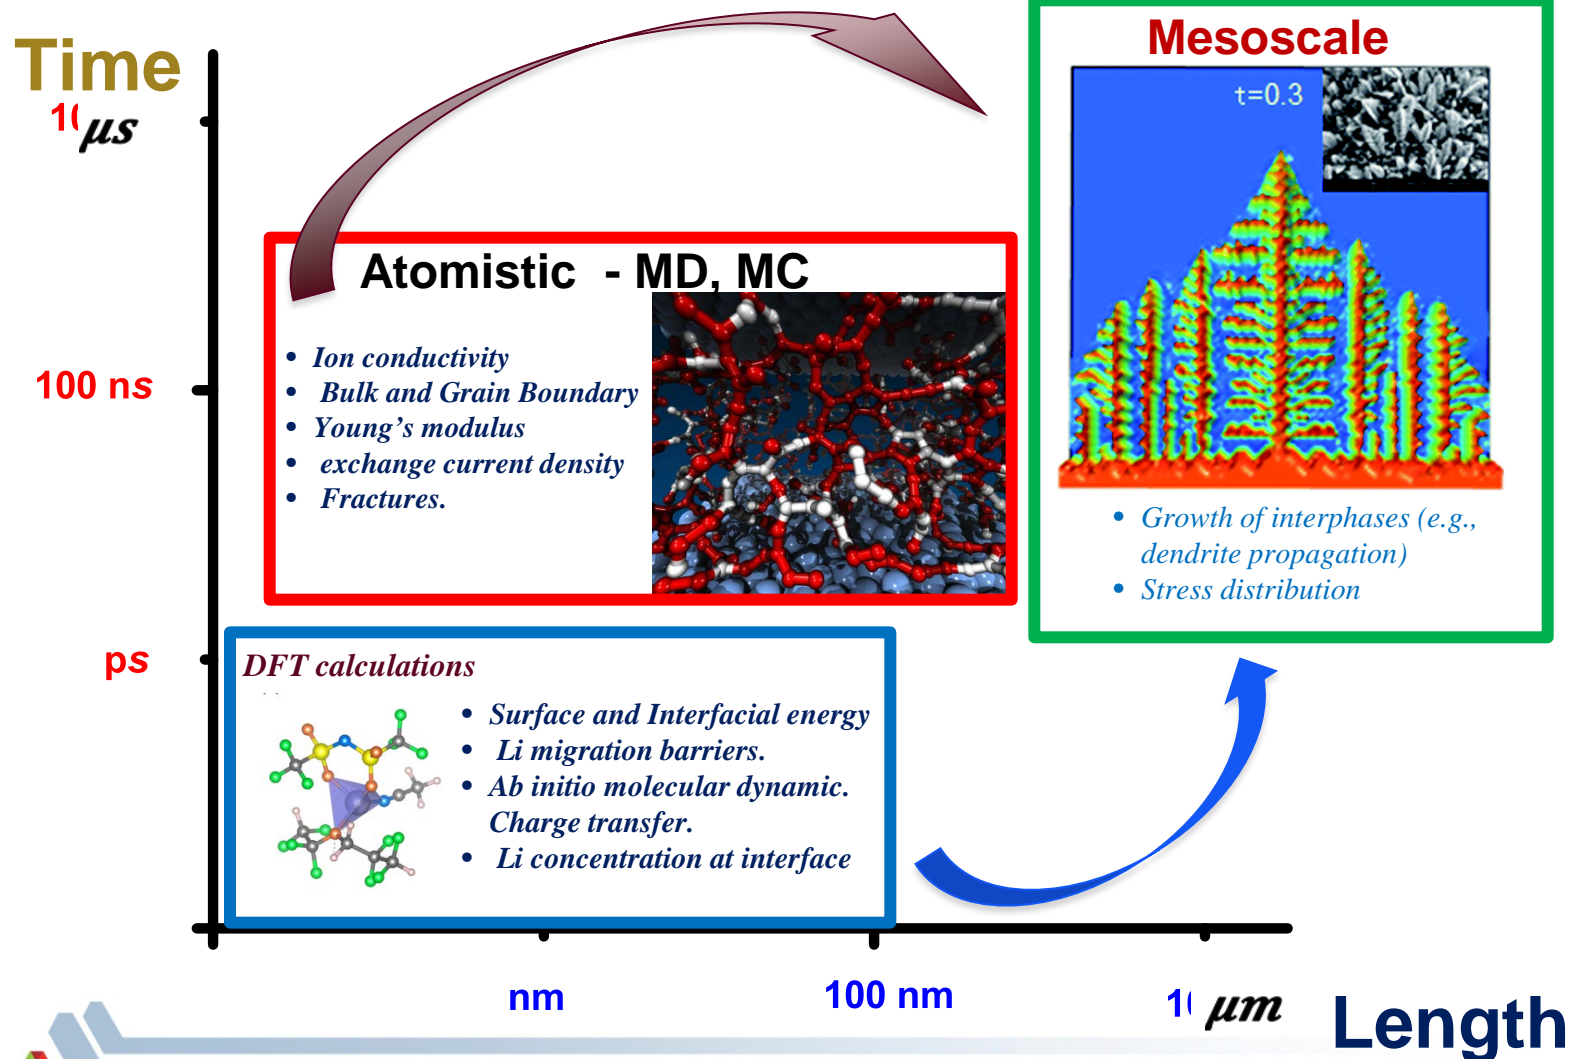 Time
μs
100 ns
ps
Atomistic - MD, MC
• Ion conductivity
• Bulk and Grain Boundary
• Young’s modulus
• exchange current density
• Fractures.
Mesoscale
t=0.3
• Growth of interphases (e.g.,
dendrite propagation)
• Stress distribution
DFT calculations
• Surface and Interfacial energy
• Li migration barriers.
• Ab initio molecular dynamic.
Charge transfer.
• Li concentration at interface
nm
100 nm
μm
Length